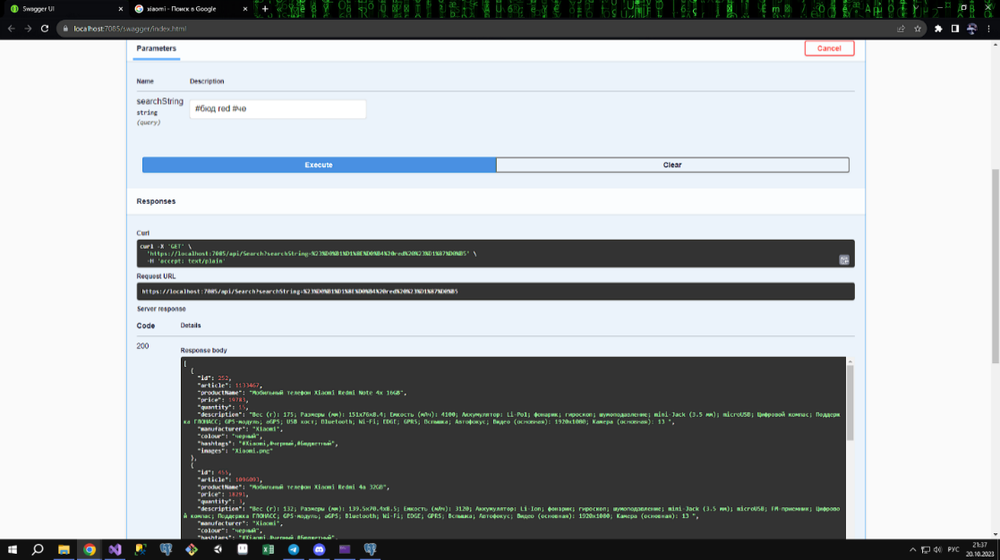 Swagger UI
xiaomi - Поиск в Google
localhost:7085/swagger/index.html
Parameters
Cancel
Name Description
searchString
string
(query)
#бюд red #че
Execute Clear
Responses
Curl
curl -X 'GET' \
'https://localhost:7085/api/Search?searchString=%23%D0%B1%D1%8E%D0%B4%20red%20%23%D1%87%D0%B5' \
-H 'accept: text/plain'
Request URL
https://localhost:7085/api/Search?searchString=%23%D0%B1%D1%8E%D0%B4%20red%20%23%D1%87%D0%B5
Server response
Code Details
200
Response body
[
{
"id": 252,
"article": 1133467,
"productName": "Мобильный телефон Xiaomi Redmi Note 4x 16GB",
"price": 19783,
"quantity": 15,
"description": "Вес (г): 175; Размеры (мм): 151x76x8.4; Емкость (мАч): 4100; Аккумулятор: Li-Pol; фонарик; гироскоп; шумоподавление; mini-Jack (3.5 мм); microUSB; Цифровой компас; Поддерж
ка ГЛОНАСС; GPS-модуль; aGPS; USB хост; Bluetooth; Wi-Fi; EDGE; GPRS; Вспышка; Автофокус; Видео (основная): 1920x1080; Камера (основная): 13 ",
"manufacturer": "Xiaomi",
"colour": "черный",
"hashtags": "#Xiaomi,#черный,#бюджетный",
"images": "Xiaomi.png"
},
{
"id": 455,
"article": 1096093,
"productName": "Мобильный телефон Xiaomi Redmi 4a 32GB",
"price": 10291,
"quantity": 3,
"description": "Вес (г): 132; Размеры (мм): 139.5x70.4x8.5; Емкость (мАч): 3120; Аккумулятор: Li-Ion; фонарик; гироскоп; шумоподавление; mini-Jack (3.5 мм); microUSB; FM-приемник; Цифрово
й компас; Поддержка ГЛОНАСС; GPS-модуль; aGPS; Bluetooth; Wi-Fi; EDGE; GPRS; Вспышка; Автофокус; Видео (основная): 1920x1080; Камера (основная): 13 ",
"manufacturer": "Xiaomi",
"colour": "черный",
"hashtags": "#Xiaomi,#черный,#бюджетный",
РУС
21:37
20.10.2023